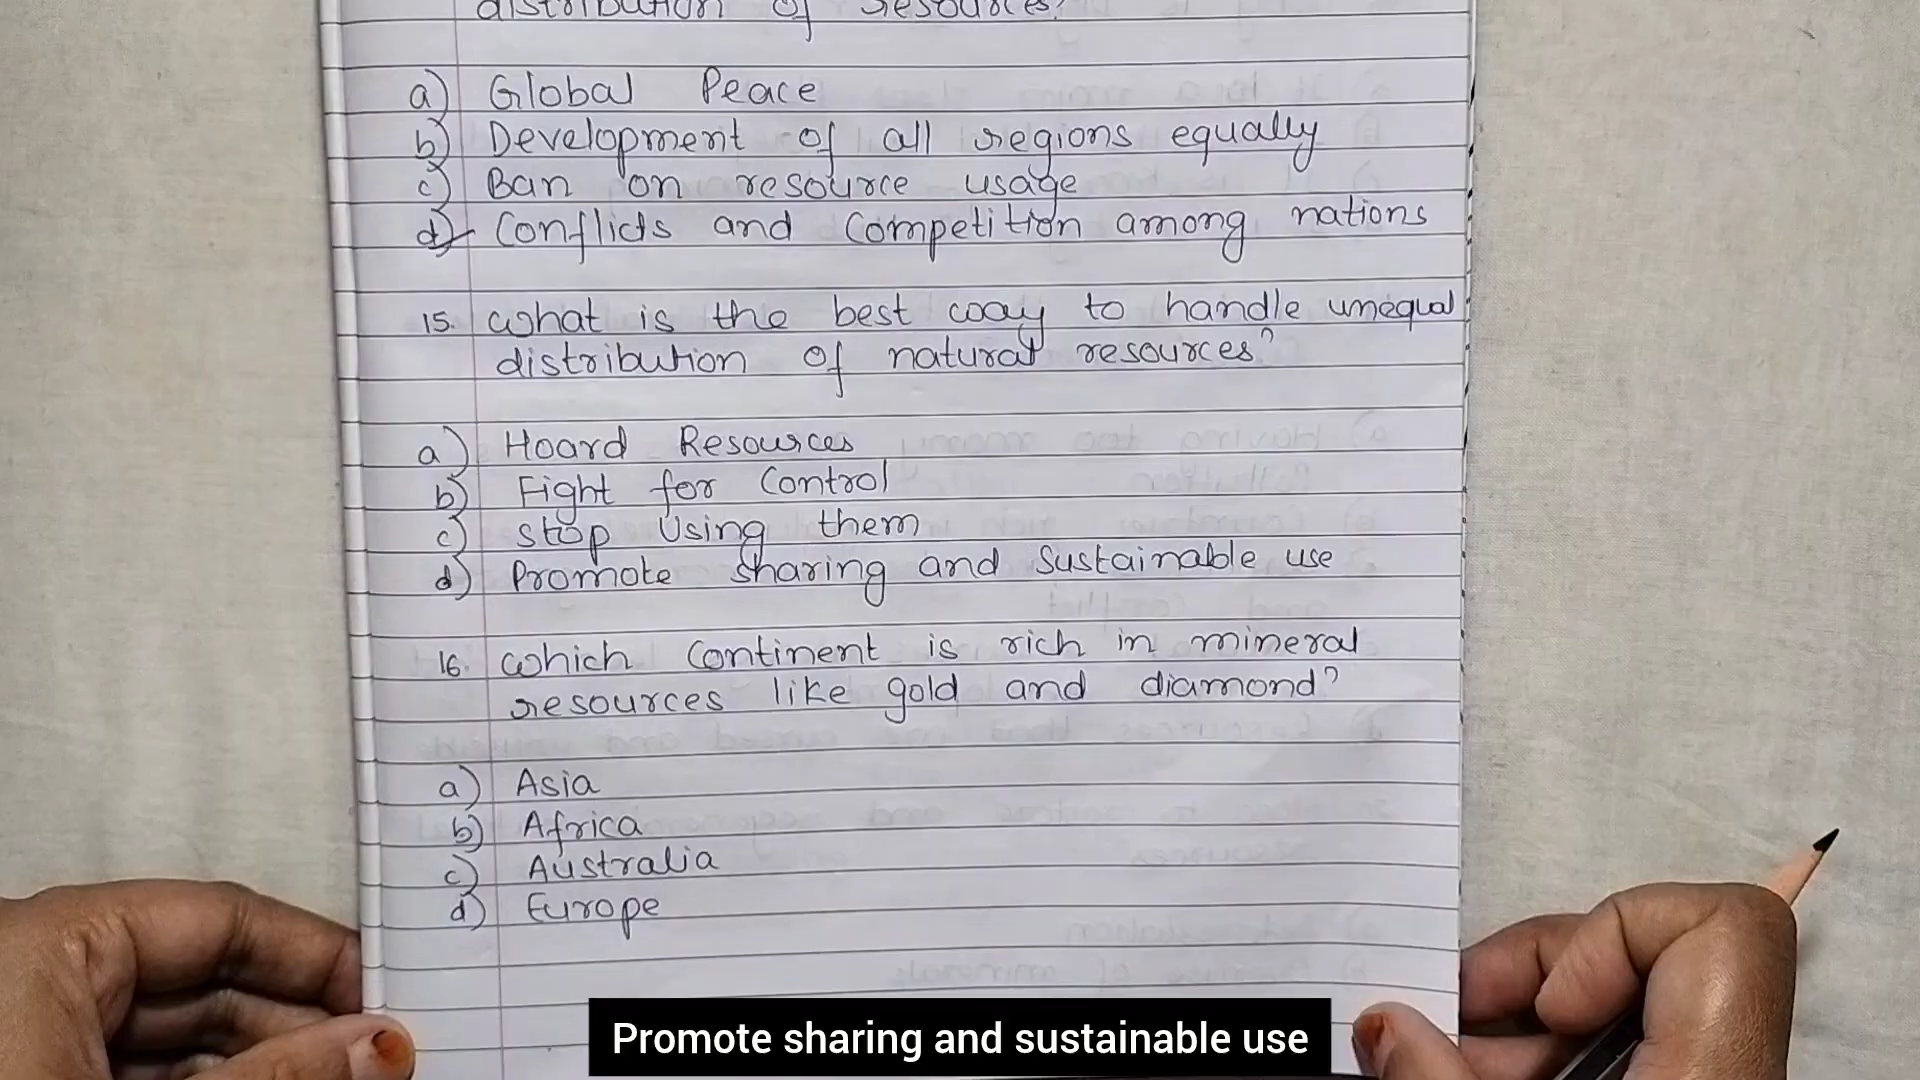 distribution of resources?
a) Global Peace
b) Development of all regions equally
c) Ban on resource usage
d) Conflicts and Competition among nations
15. What is the best way to handle unequal
distribution of natural resources?
a) Hoard Resources
b) Fight for Control
c) Stop Using them
d) Promote sharing and Sustainable use
16. Which Continent is rich in mineral
resources like gold and diamond?
a) Asia
b) Africa
c) Australia
d) Europe
Promote sharing and sustainable use